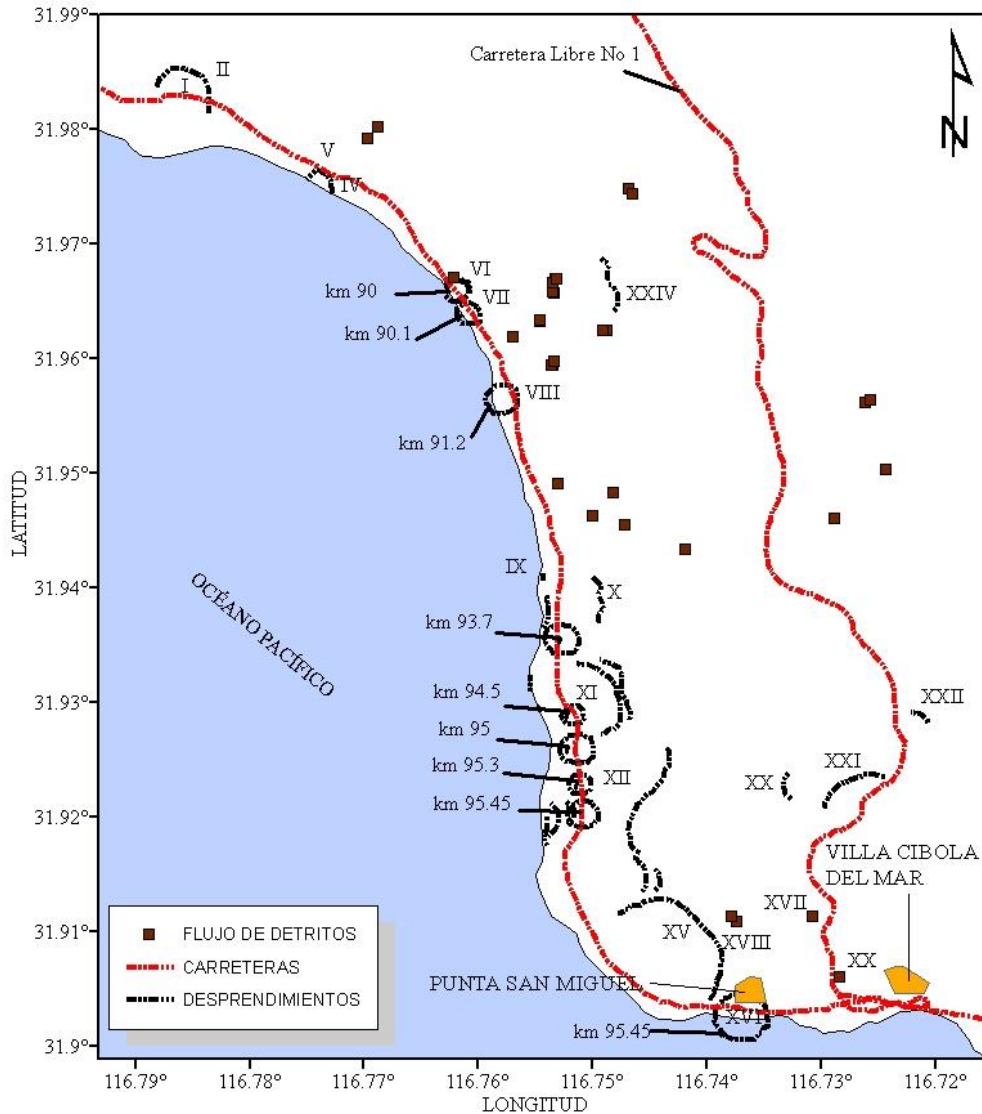 31.99°
Carretera Libre No 1
II
I
31.98°
N
V
IV
31.97°
VI
XXIV
km 90
VII
km 90.1
31.96°
VIII
km 91.2
31.95°
LATITUD
IX
X
31.94°
OCÉANO PACÍFICO
km 93.7
31.93°
km 94.5
XI
XXII
km 95
km 95.3
XII
XX
XXI
km 95.45
31.92°
VILLA CIBOLA
DEL MAR
XVII
31.91°
XV
XVIII
FLUJO DE DETRITOS
CARRETERAS
DESPRENDIMIENTOS
XX
PUNTA SAN MIGUEL
XVI
km 95.45
31.9°
116.79°
116.78°
116.77°
116.76°
116.75°
116.74°
116.73°
116.72°
LONGITUD